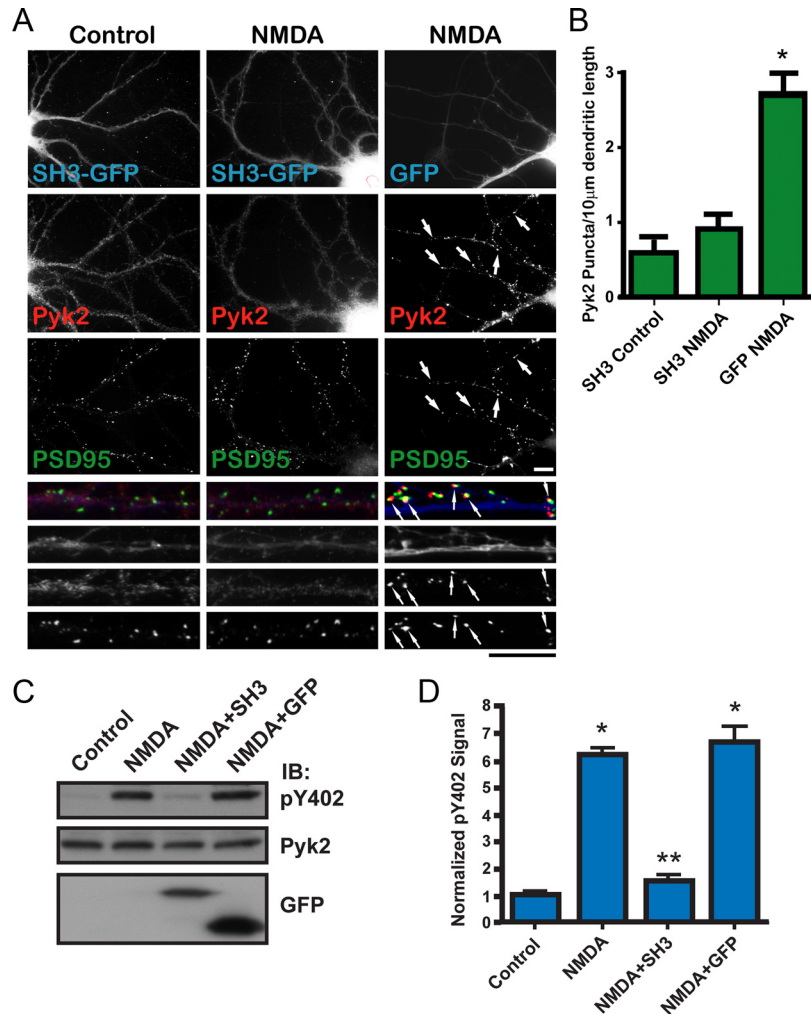 A
Control
NMDA
NMDA
SH3-GFP
SH3-GFP
GFP
Pyk2
Pyk2
Pyk2
PSD95
PSD95
PSD95
B
Pyk2 Puncta/10μm dendritic length
3
2
1
0
*
SH3 Control
SH3 NMDA
GFP NMDA
C
Control
NMDA
NMDA+SH3
NMDA+GFP
IB:
pY402
Pyk2
GFP
D
Normalized pY402 Signal
8
7
6
5
4
3
2
1
0
*
**
*
Control
NMDA
NMDA+SH3
NMDA+GFP